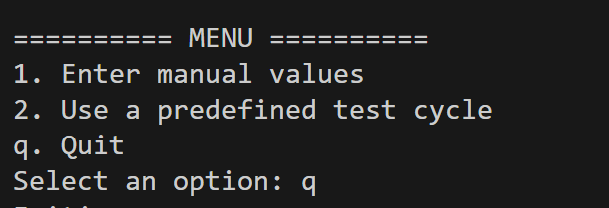 ========== MENU ==========
1. Enter manual values
2. Use a predefined test cycle
q. Quit
Select an option: q